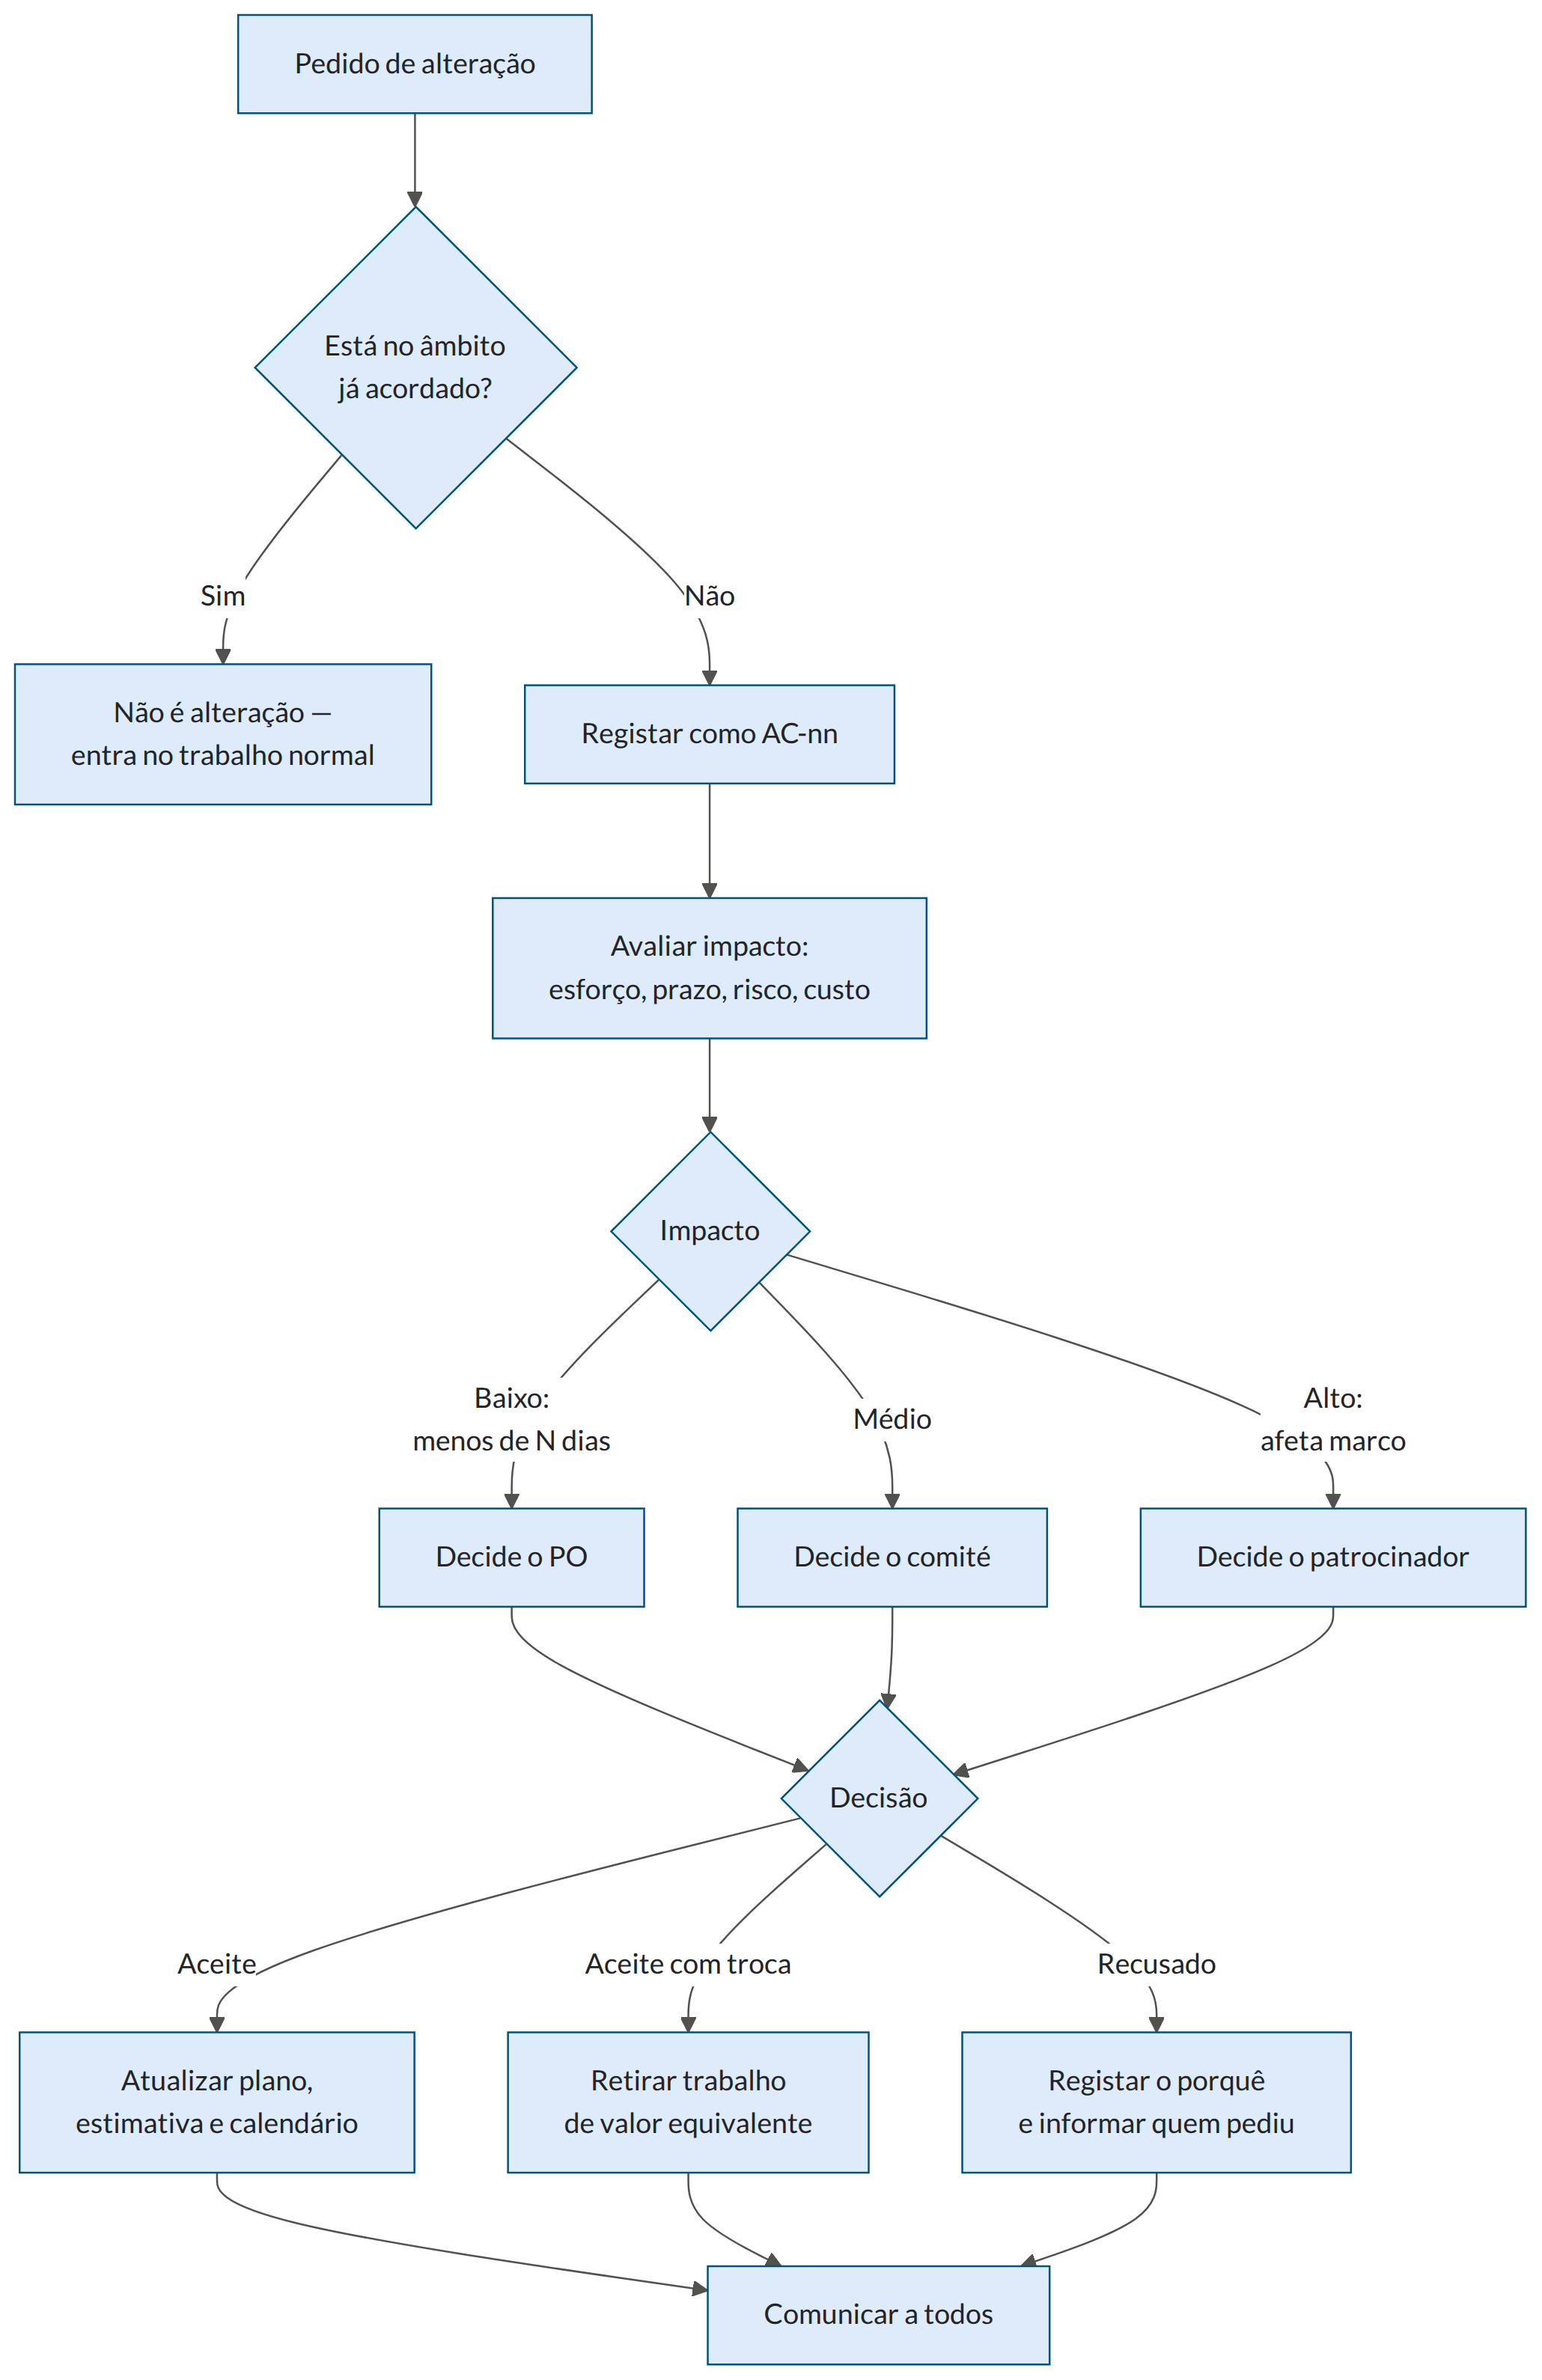 Pedido de alteração
Está no âmbito
já acordado?
Sim
Não
Não é alteração —
entra no trabalho normal
Registar como AC-nn
Avaliar impacto:
esforço, prazo, risco, custo
Impacto
Baixo:
menos de N dias
Médio
Alto:
afeta marco
Decide o PO
Decide o comité
Decide o patrocinador
Decisão
Aceite
Aceite com troca
Recusado
Atualizar plano,
estimativa e calendário
Retirar trabalho
de valor equivalente
Registar o porquê
e informar quem pediu
Comunicar a todos